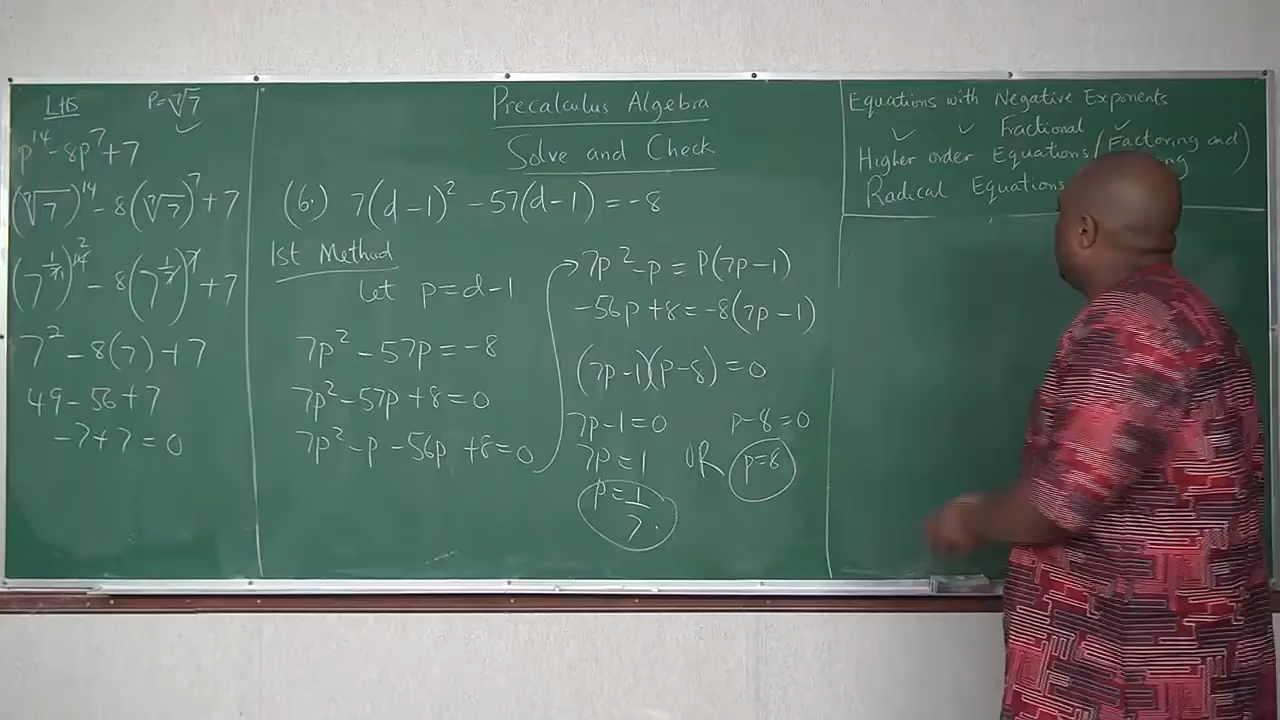 LHS P=⁷√7
p¹⁴-8p⁷+7
(⁷√7)¹⁴-8(⁷√7)⁷+7
(7^(1/7))¹⁴ ² -8(7^(1/7))⁷+7
7²-8(7)+7
49-56+7
-7+7=0
Precalculus Algebra
Solve and Check
(6.) 7(d-1)²-57(d-1)=-8
1st Method
Let p=d-1
7p²-57p=-8
7p²-57p+8=0
7p²-p-56p+8=0
7p²-p=P(7p-1)
-56p+8=-8(7p-1)
(7p-1)(p-8)=0
7p-1=0 p-8=0
7p=1 OR p=8
p=1/7.
Equations with Negative Exponents
✓ ✓ Fractional ✓
Higher order Equations (Factoring and
Radical Equations )